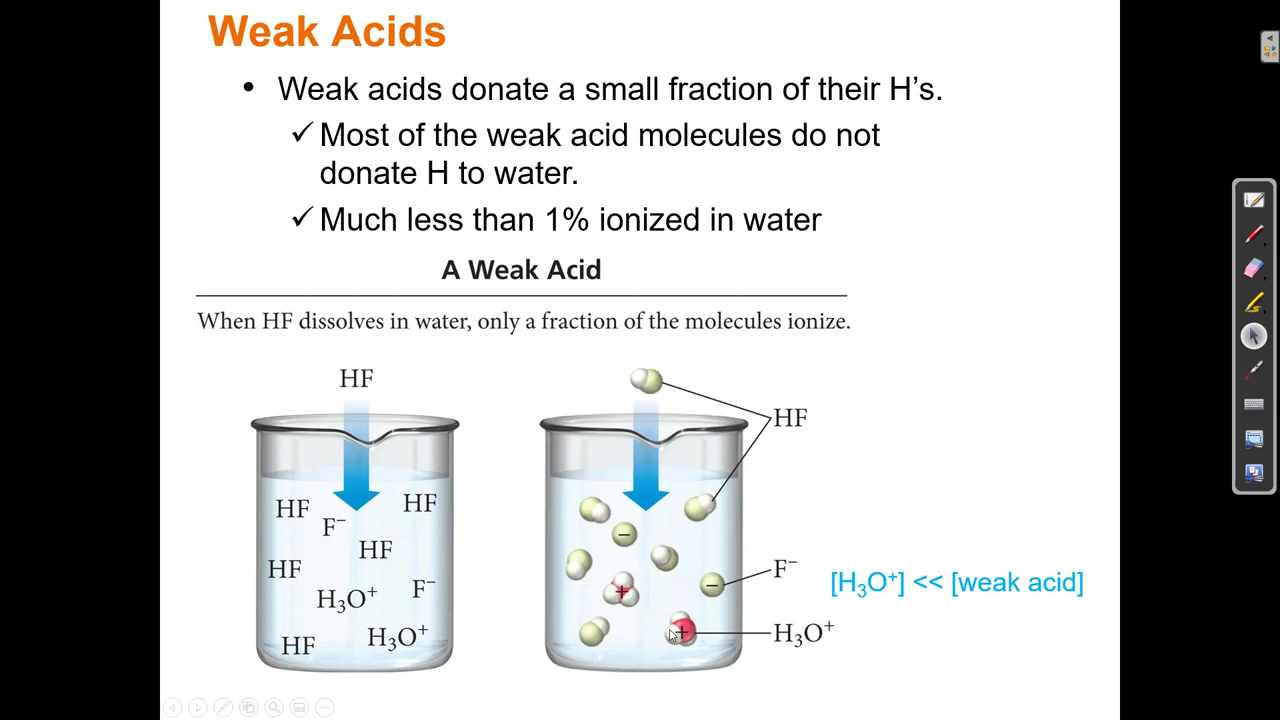 Weak Acids
• Weak acids donate a small fraction of their H’s.
✓ Most of the weak acid molecules do not
donate H to water.
✓ Much less than 1% ionized in water
A Weak Acid
When HF dissolves in water, only a fraction of the molecules ionize.
HF
HF
HF
HF
F⁻
HF
HF
F⁻
H₃O⁺
H₃O⁺
HF
−
+
−
+
F⁻
H₃O⁺
[H₃O⁺] << [weak acid]